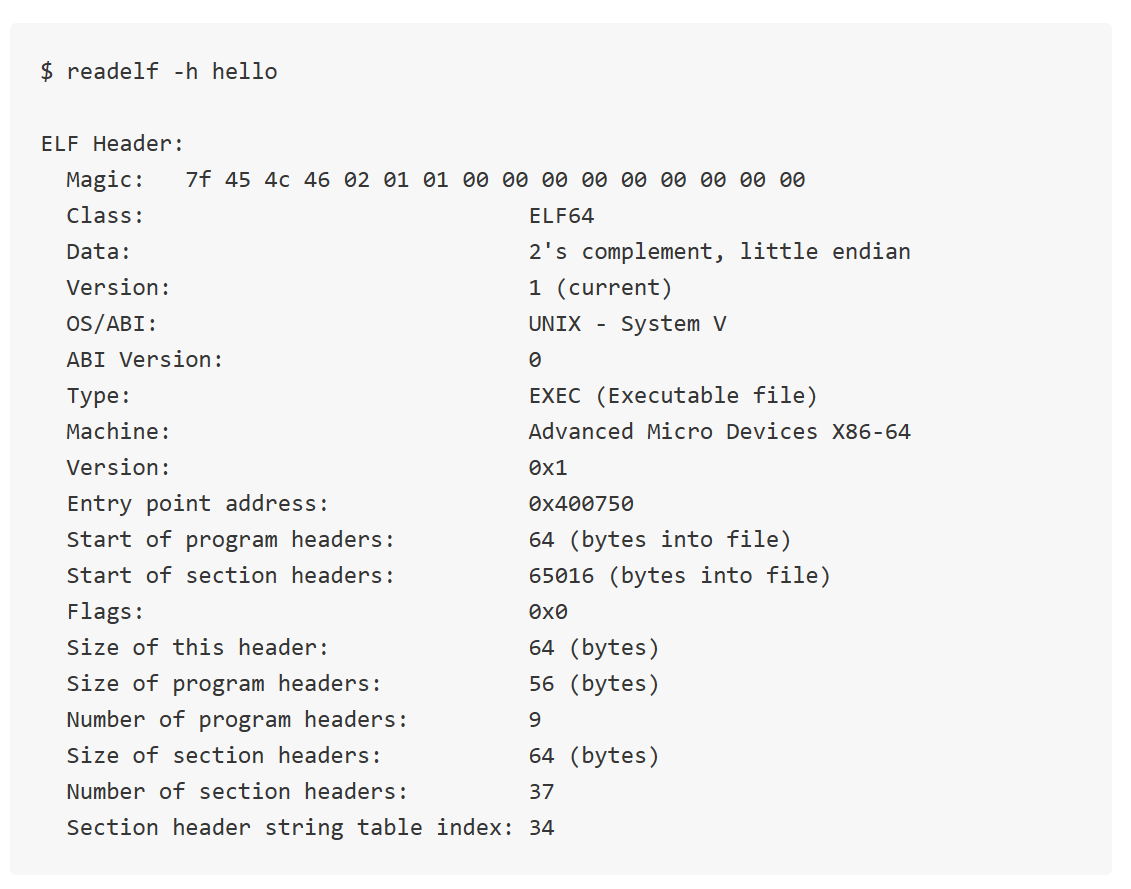 $ readelf -h hello
ELF Header:
Magic: 7f 45 4c 46 02 01 01 00 00 00 00 00 00 00 00 00
Class: ELF64
Data: 2's complement, little endian
Version: 1 (current)
OS/ABI: UNIX - System V
ABI Version: 0
Type: EXEC (Executable file)
Machine: Advanced Micro Devices X86-64
Version: 0x1
Entry point address: 0x400750
Start of program headers: 64 (bytes into file)
Start of section headers: 65016 (bytes into file)
Flags: 0x0
Size of this header: 64 (bytes)
Size of program headers: 56 (bytes)
Number of program headers: 9
Size of section headers: 64 (bytes)
Number of section headers: 37
Section header string table index: 34